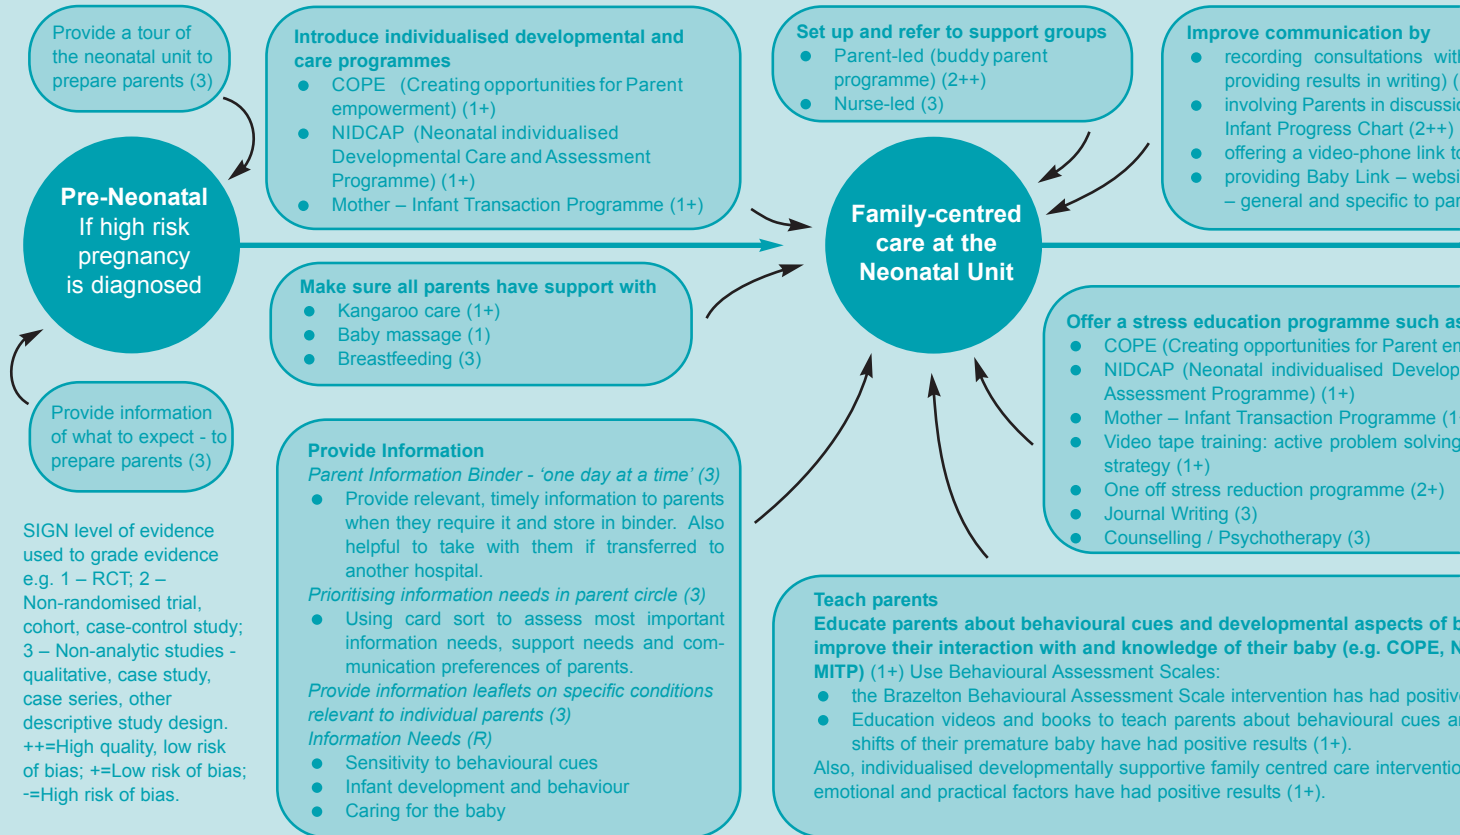 Provide a tour of
the neonatal unit to
prepare parents (3)
Pre-Neonatal
If high risk
pregnancy
is diagnosed
Provide information
of what to expect - to
prepare parents (3)
SIGN level of evidence
used to grade evidence
e.g. 1 – RCT; 2 –
Non-randomised trial,
cohort, case-control study;
3 – Non-analytic studies -
qualitative, case study,
case series, other
descriptive study design.
++=High quality, low risk
of bias; +=Low risk of bias;
-=High risk of bias.
Introduce individualised developmental and
care programmes
● COPE (Creating opportunities for Parent
empowerment) (1+)
● NIDCAP (Neonatal individualised
Developmental Care and Assessment
Programme) (1+)
● Mother – Infant Transaction Programme (1+)
Make sure all parents have support with
● Kangaroo care (1+)
● Baby massage (1)
● Breastfeeding (3)
Provide Information
Parent Information Binder - ‘one day at a time’ (3)
● Provide relevant, timely information to parents
when they require it and store in binder. Also
helpful to take with them if transferred to
another hospital.
Prioritising information needs in parent circle (3)
● Using card sort to assess most important
information needs, support needs and com-
munication preferences of parents.
Provide information leaflets on specific conditions
relevant to individual parents (3)
Information Needs (R)
● Sensitivity to behavioural cues
● Infant development and behaviour
● Caring for the baby
Set up and refer to support groups
● Parent-led (buddy parent
programme) (2++)
● Nurse-led (3)
Family-centred
care at the
Neonatal Unit
Improve communication by
● recording consultations
providing results in writing)
● involving Parents in
Infant Progress Chart (2++)
● offering a video-phone link
● providing Baby Link –
– general and specific to
Offer a stress education programme such as
● COPE (Creating opportunities for Parent
● NIDCAP (Neonatal individualised
Assessment Programme) (1+)
● Mother – Infant Transaction Programme
● Video tape training: active problem solving
strategy (1+)
● One off stress reduction programme (2+)
● Journal Writing (3)
● Counselling / Psychotherapy (3)
Teach parents
Educate parents about behavioural cues and developmental aspects of
improve their interaction with and knowledge of their baby (e.g. COPE,
MITP) (1+) Use Behavioural Assessment Scales:
● the Brazelton Behavioural Assessment Scale intervention has had
● Education videos and books to teach parents about behavioural cues
shifts of their premature baby have had positive results (1+).
Also, individualised developmentally supportive family centred care
emotional and practical factors have had positive results (1+).